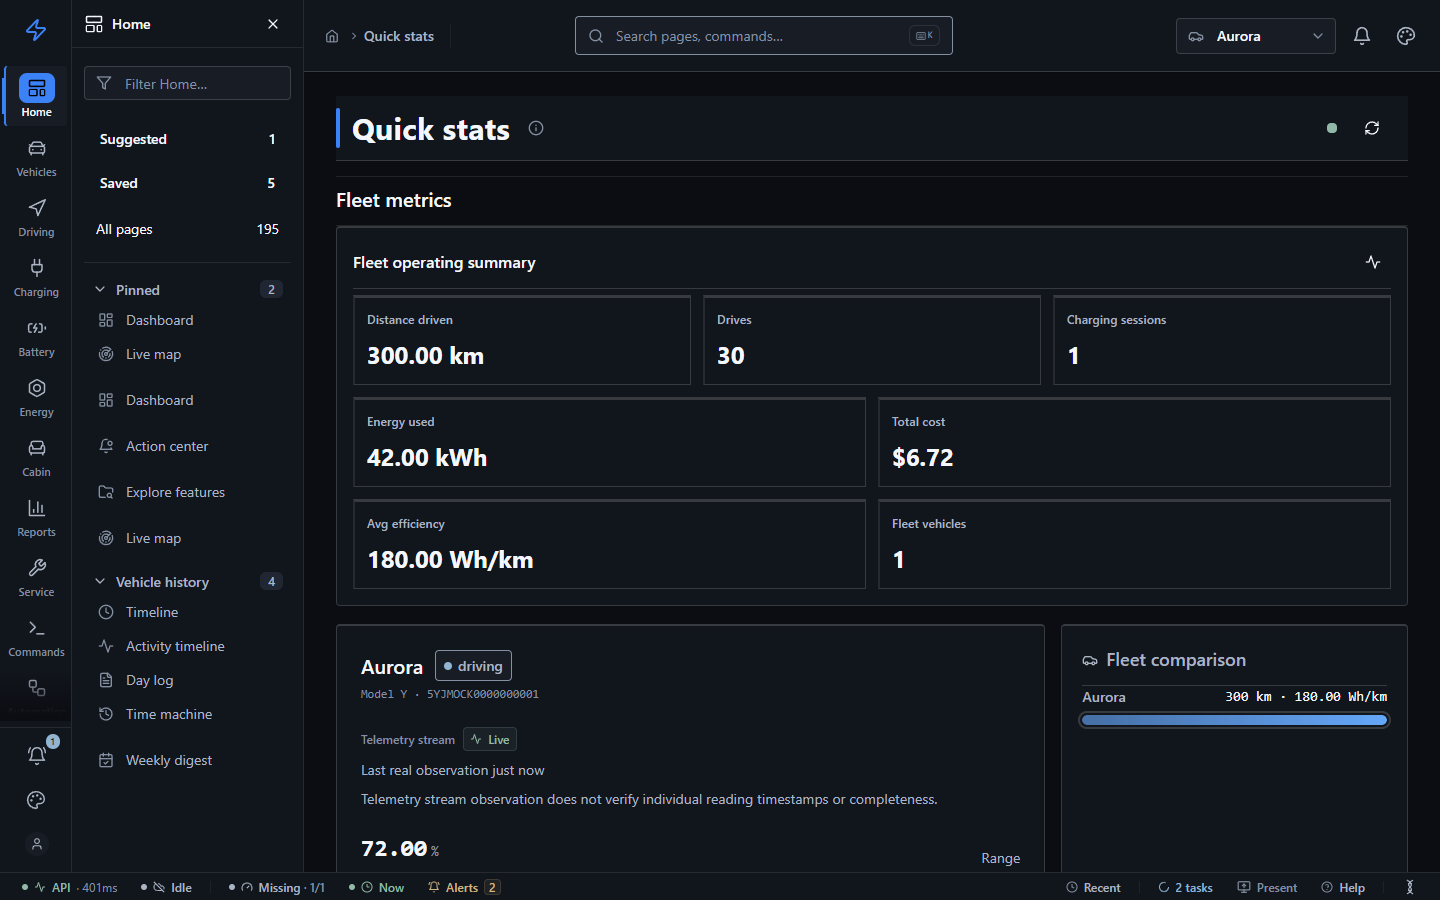 Home
Quick stats
Search pages, commands...
K
Aurora
Home
Vehicles
Driving
Charging
Battery
Energy
Cabin
Reports
Service
Commands
1
Filter Home...
Suggested 1
Saved 5
All pages 195
Pinned 2
Dashboard
Live map
Dashboard
Action center
Explore features
Live map
Vehicle history 4
Timeline
Activity timeline
Day log
Time machine
Weekly digest
Quick stats
Fleet metrics
Fleet operating summary
Distance driven
300.00 km
Drives
30
Charging sessions
1
Energy used
42.00 kWh
Total cost
$6.72
Avg efficiency
180.00 Wh/km
Fleet vehicles
1
Aurora driving
Model Y · 5YJMOCK0000000001
Telemetry stream Live
Last real observation just now
Telemetry stream observation does not verify individual reading timestamps or completeness.
72.00 %
Range
Fleet comparison
Aurora 300 km · 180.00 Wh/km
API · 401ms
Idle
Missing · 1/1
Now
Alerts 2
Recent
2 tasks
Present
Help